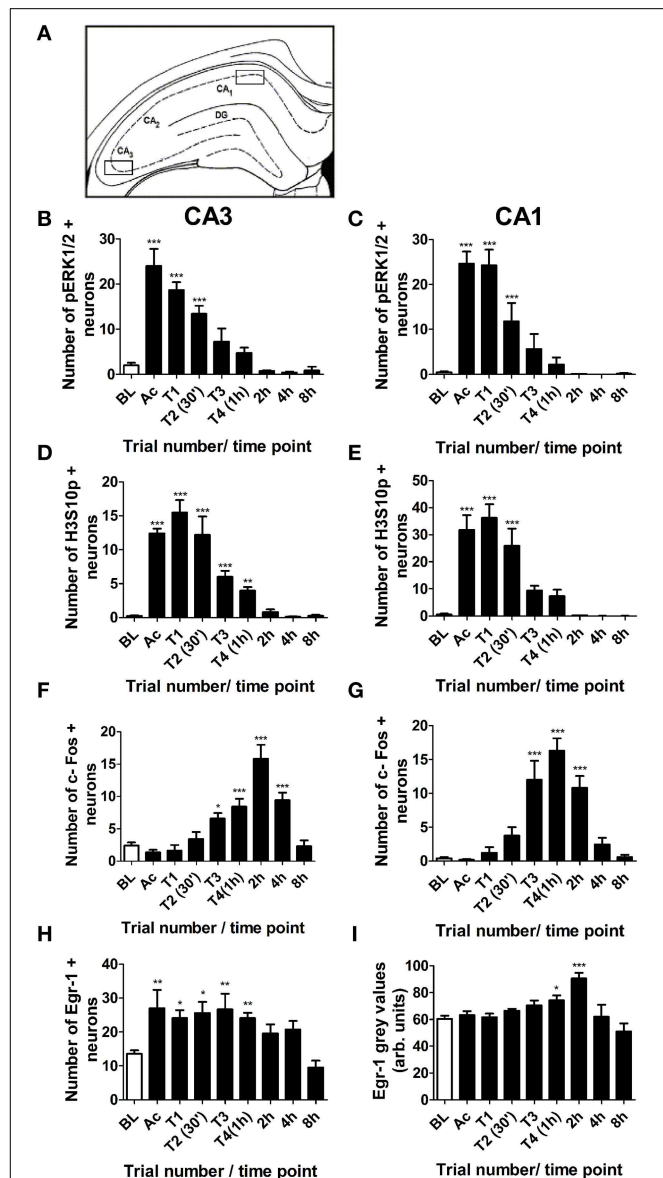 A
CA1
CA2
DG
CA3
CA3
CA1
B
Number of pERK1/2 +
neurons
30
20
10
0
*** *** ***
BL Ac T1 T2 (30') T3 T4 (1h) 2h 4h 8h
Trial number/ time point
C
Number of pERK1/2 +
neurons
30
20
10
0
*** *** ***
BL Ac T1 T2 (30') T3 T4 (1h) 2h 4h 8h
Trial number/ time point
D
Number of H3S10p +
neurons
20
15
10
5
0
*** *** *** *** **
BL Ac T1 T2 (30') T3 T4 (1h) 2h 4h 8h
Trial number/ time point
E
Number of H3S10p +
neurons
50
40
30
20
10
0
*** *** ***
BL Ac T1 T2 (30') T3 T4 (1h) 2h 4h 8h
Trial number/ time point
F
Number of c- Fos +
neurons
20
15
10
5
0
* *** *** ***
BL Ac T1 T2 (30') T3 T4(1h) 2h 4h 8h
Trial number / time point
G
Number of c- Fos +
neurons
20
15
10
5
0
*** *** ***
BL Ac T1 T2 (30') T3 T4(1h) 2h 4h 8h
Trial number / time point
H
Number of Egr-1 +
neurons
40
30
20
10
0
** * * ** **
BL Ac T1 T2 (30') T3 T4(1h) 2h 4h 8h
Trial number / time point
I
Egr-1 grey values
(arb. units)
100
80
60
40
20
0
* ***
BL Ac T1 T2 (30') T3 T4 (1h) 2h 4h 8h
Trial number / time point